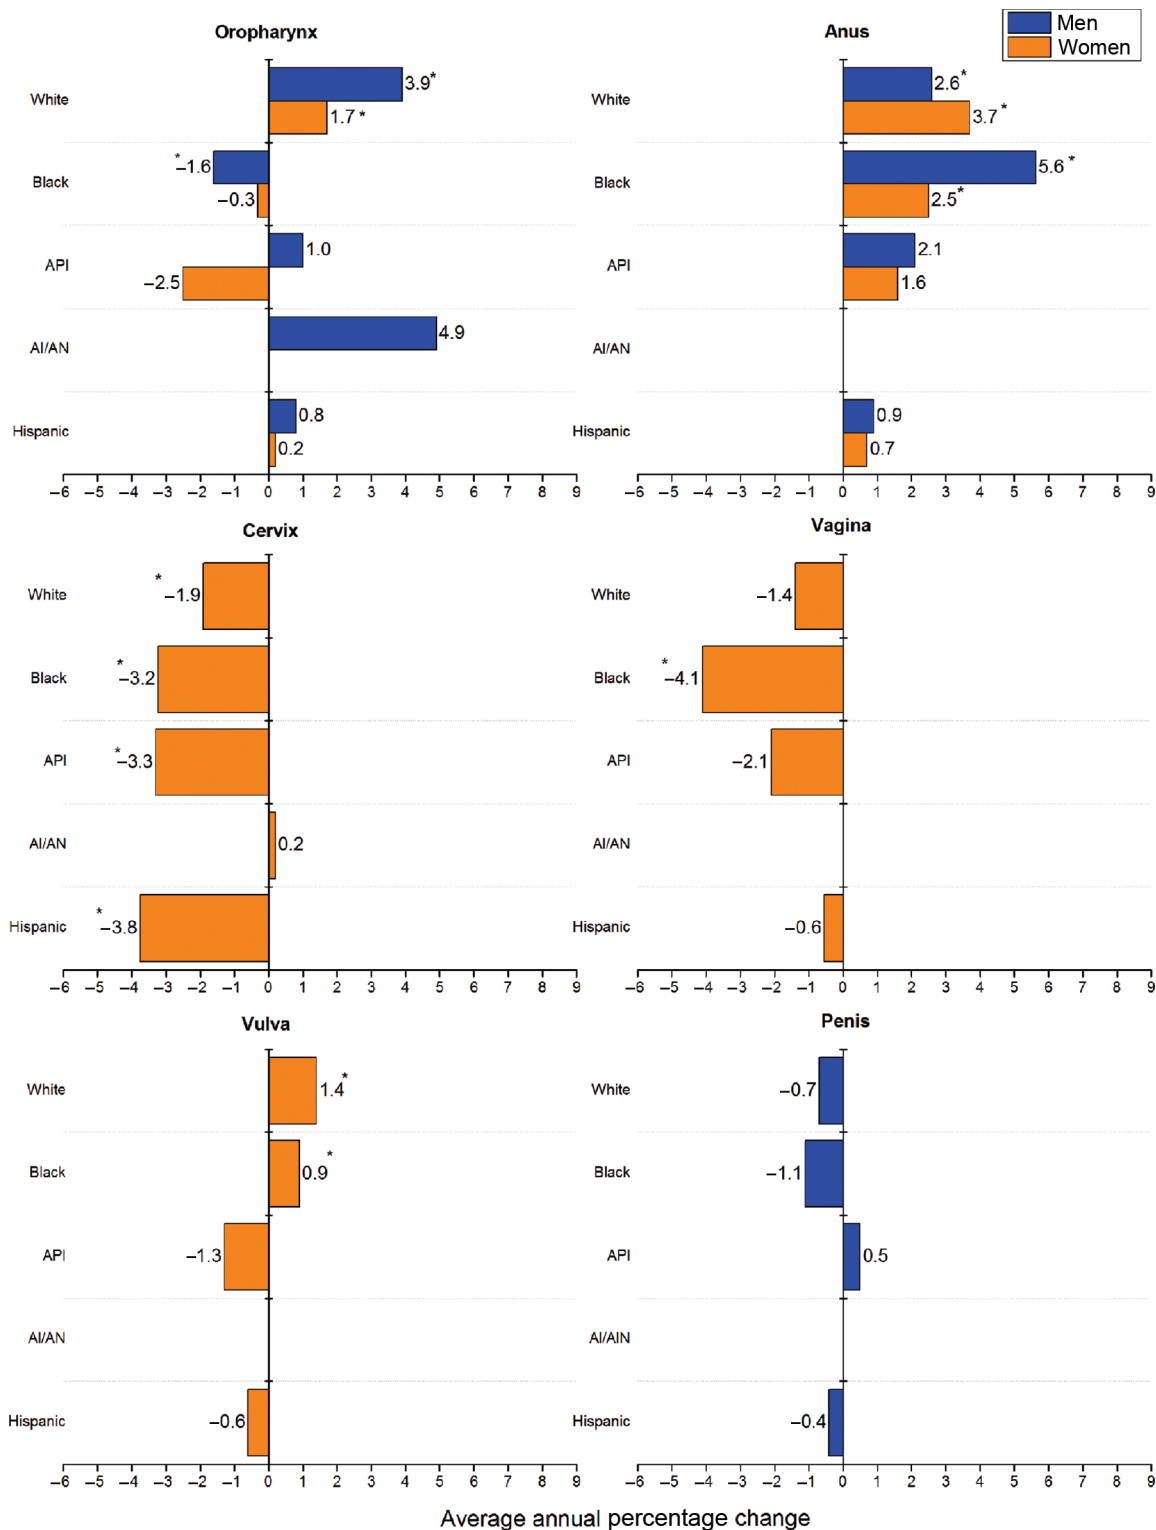 Oropharynx
White
3.9*
1.7 *
Black
* –1.6
–0.3
API
1.0
–2.5
AI/AN
4.9
Hispanic
0.8
0.2
–6 –5 –4 –3 –2 –1 0 1 2 3 4 5 6 7 8 9
Anus
Men
Women
White
2.6 *
3.7 *
Black
5.6 *
2.5 *
API
2.1
1.6
AI/AN
Hispanic
0.9
0.7
–6 –5 –4 –3 –2 –1 0 1 2 3 4 5 6 7 8 9
Cervix
White
* –1.9
Black
* –3.2
API
* –3.3
AI/AN
0.2
Hispanic
* –3.8
–6 –5 –4 –3 –2 –1 0 1 2 3 4 5 6 7 8 9
Vagina
White
–1.4
Black
* –4.1
API
–2.1
AI/AN
Hispanic
–0.6
–6 –5 –4 –3 –2 –1 0 1 2 3 4 5 6 7 8 9
Vulva
White
1.4 *
Black
0.9 *
API
–1.3
AI/AN
Hispanic
–0.6
–6 –5 –4 –3 –2 –1 0 1 2 3 4 5 6 7 8 9
Penis
White
–0.7
Black
–1.1
API
0.5
AI/AIN
Hispanic
–0.4
–6 –5 –4 –3 –2 –1 0 1 2 3 4 5 6 7 8 9
Average annual percentage change